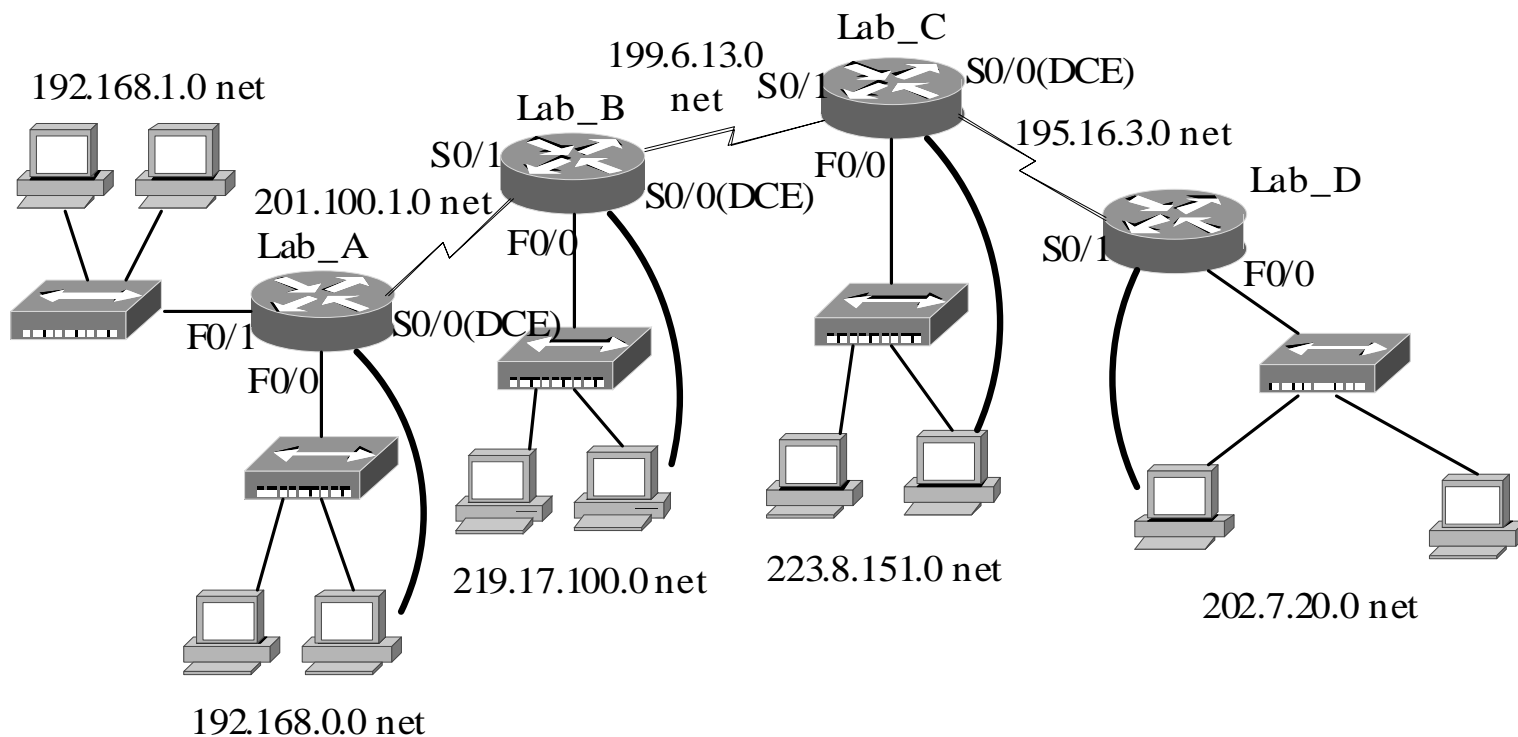 Lab_C
199.6.13.0
net
S0/1
S0/0(DCE)
192.168.1.0 net
Lab_B
195.16.3.0 net
S0/1
F0/0
Lab_D
201.100.1.0 net
S0/0(DCE)
Lab_A
F0/0
S0/1
F0/0
F0/1
S0/0(DCE)
F0/0
219.17.100.0 net
223.8.151.0 net
202.7.20.0 net
192.168.0.0 net